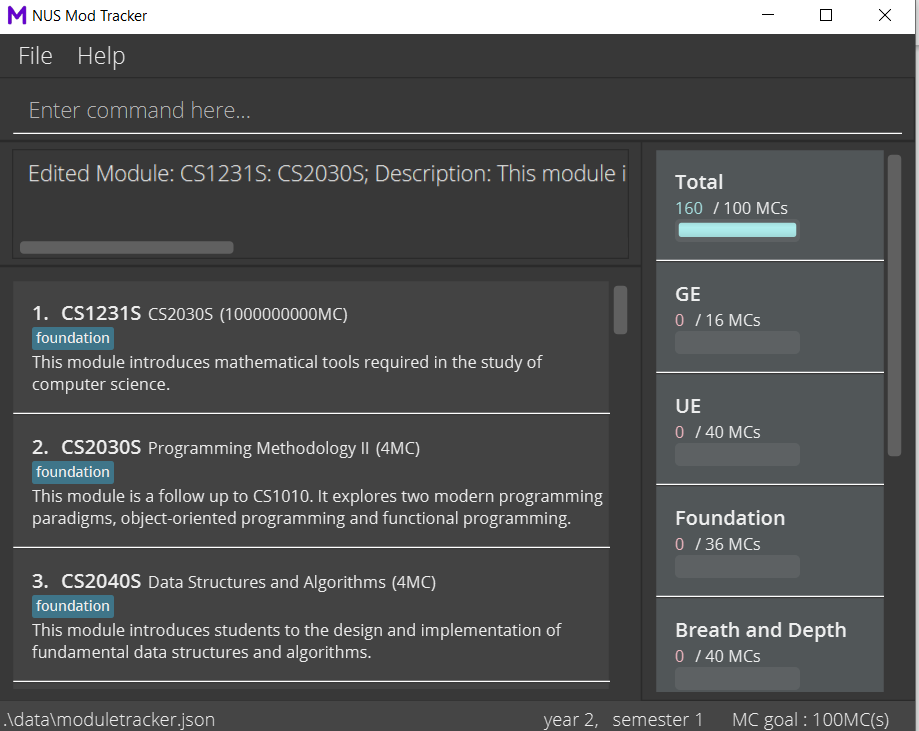 NUS Mod Tracker
File Help
Enter command here...
Edited Module: CS1231S: CS2030S; Description: This module i
1. CS1231S CS2030S (1000000000MC)
foundation
This module introduces mathematical tools required in the study of
computer science.
2. CS2030S Programming Methodology II (4MC)
foundation
This module is a follow up to CS1010. It explores two modern programming
paradigms, object-oriented programming and functional programming.
3. CS2040S Data Structures and Algorithms (4MC)
foundation
This module introduces students to the design and implementation of
fundamental data structures and algorithms.
Total
160 / 100 MCs
GE
0 / 16 MCs
UE
0 / 40 MCs
Foundation
0 / 36 MCs
Breath and Depth
0 / 40 MCs
.\data\moduletracker.json year 2, semester 1 MC goal : 100MC(s)